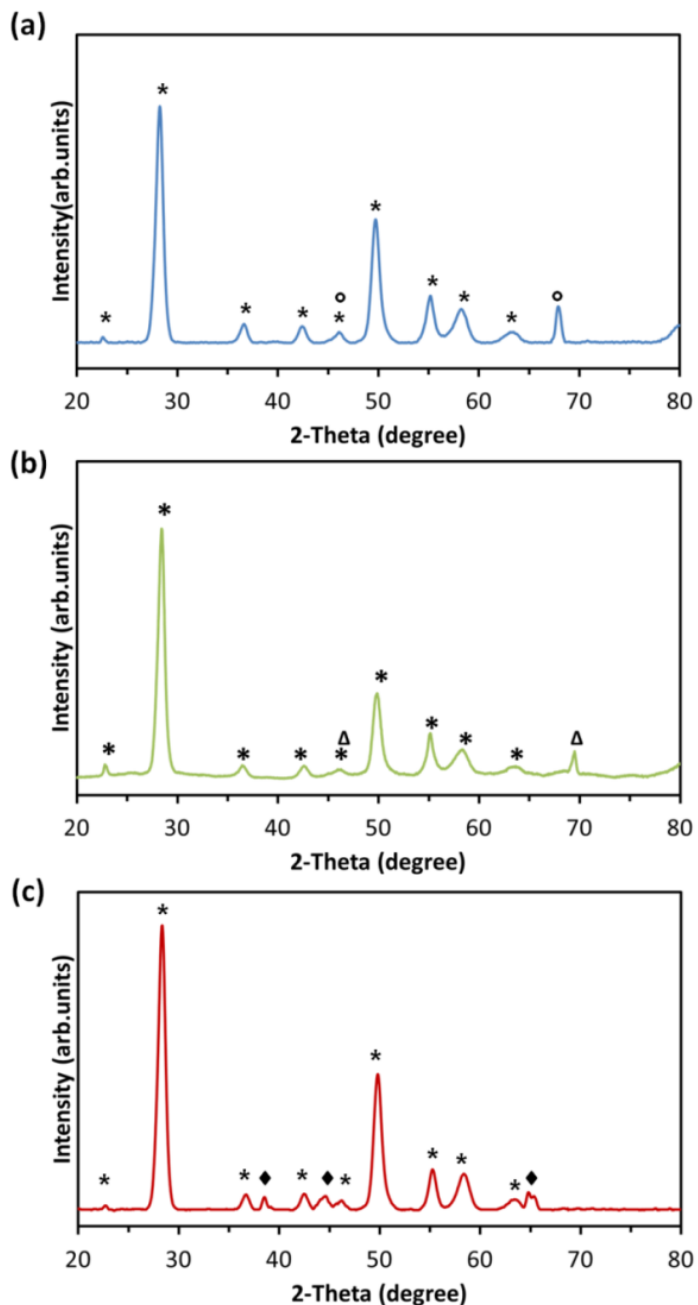 (a)
Intensity(arb.units)
* * * * * * * * * *
° °
20 30 40 50 60 70 80
2-Theta (degree)
(b)
Intensity (arb.units)
* * * * * * * * *
Δ Δ
20 30 40 50 60 70 80
2-Theta (degree)
(c)
Intensity (arb.units)
* * * * * * * * *
♦ ♦ ♦
20 30 40 50 60 70 80
2-Theta (degree)